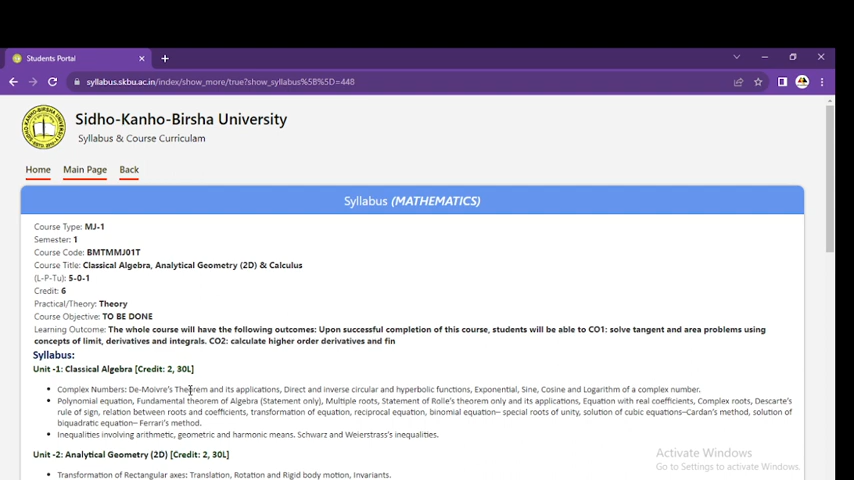 Students Portal
syllabus.skbu.ac.in/index/show_more/true?show_syllabus%5B%5D=448
Sidho-Kanho-Birsha University
Syllabus & Course Curriculam
Home Main Page Back
Syllabus (MATHEMATICS)
Course Type: MJ-1
Semester: 1
Course Code: BMTMMJ01T
Course Title: Classical Algebra, Analytical Geometry (2D) & Calculus
(L-P-Tu): 5-0-1
Credit: 6
Practical/Theory: Theory
Course Objective: TO BE DONE
Learning Outcome: The whole course will have the following outcomes: Upon successful completion of this course, students will be able to CO1: solve tangent and area problems using
concepts of limit, derivatives and integrals. CO2: calculate higher order derivatives and fin
Syllabus:
Unit -1: Classical Algebra [Credit: 2, 30L]
• Complex Numbers: De-Moivre's Theorem and its applications, Direct and inverse circular and hyperbolic functions, Exponential, Sine, Cosine and Logarithm of a complex number.
• Polynomial equation, Fundamental theorem of Algebra (Statement only), Multiple roots, Statement of Rolle's theorem only and its applications, Equation with real coefficients, Complex roots, Descarte's
rule of sign, relation between roots and coefficients, transformation of equation, reciprocal equation, binomial equation– special roots of unity, solution of cubic equations–Cardan's method, solution of
biquadratic equation– Ferrari's method.
• Inequalities involving arithmetic, geometric and harmonic means. Schwarz and Weierstrass's inequalities.
Unit -2: Analytical Geometry (2D) [Credit: 2, 30L]
• Transformation of Rectangular axes: Translation, Rotation and Rigid body motion, Invariants.
Activate Windows
Go to Settings to activate Windows.